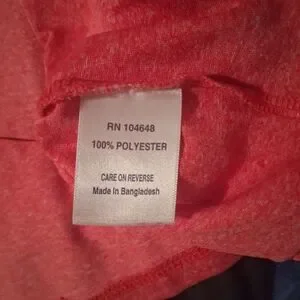 RN 104648
100% POLYESTER
CARE ON REVERSE
Made in Bangladesh